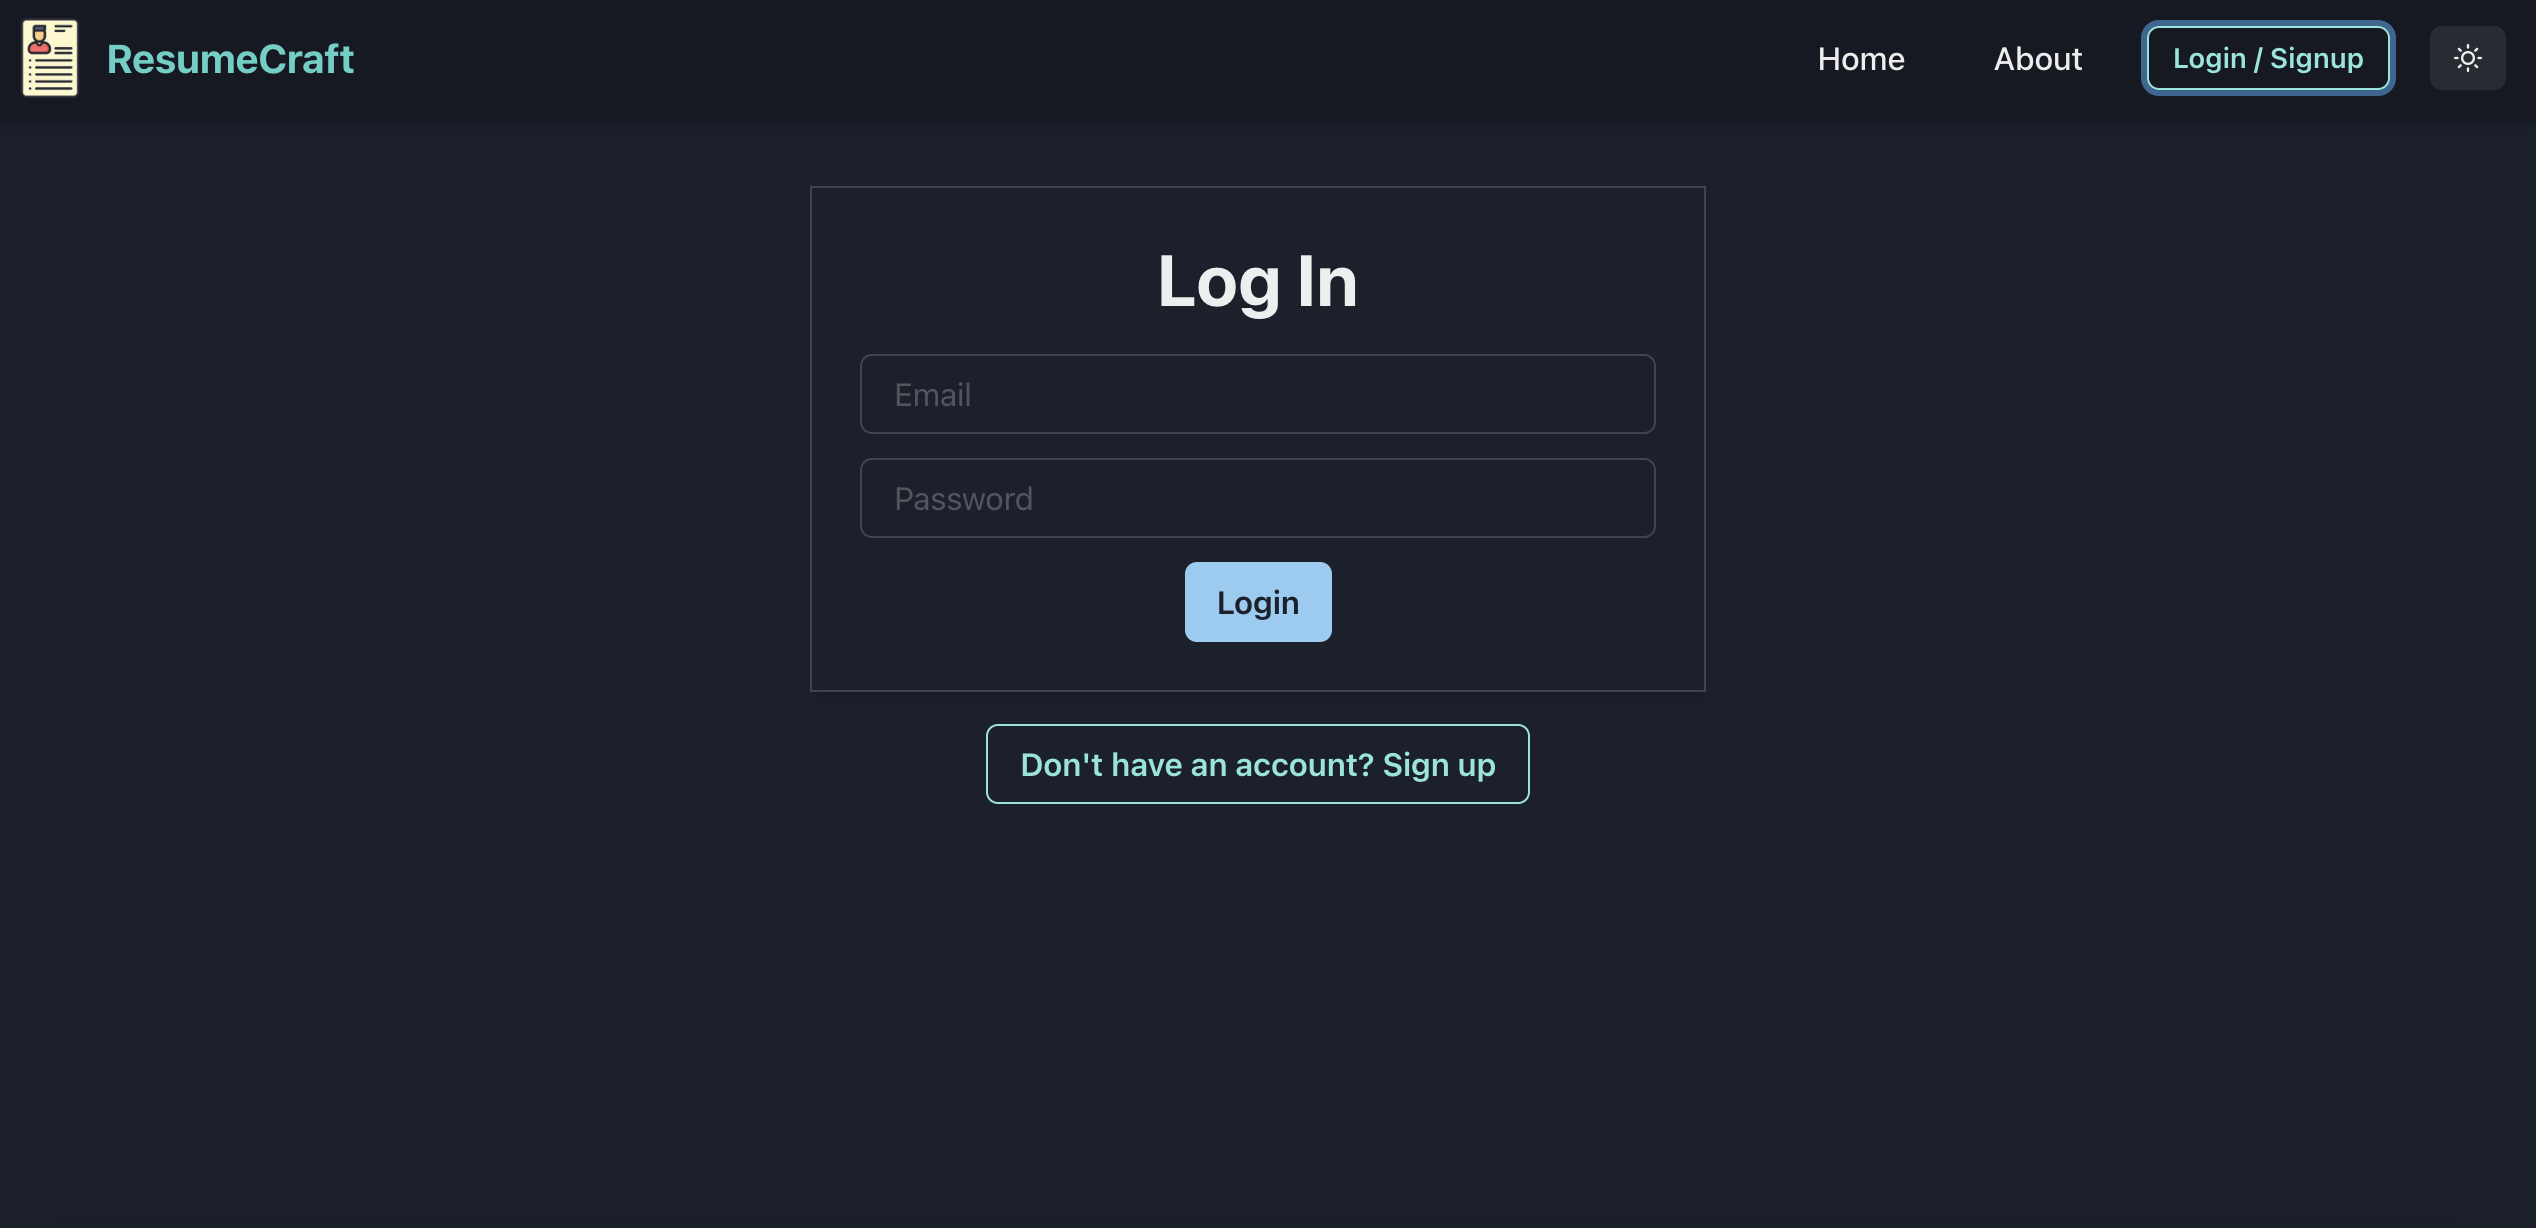 ResumeCraft
Home
About
Login / Signup
Log In
Email
Password
Login
Don't have an account? Sign up